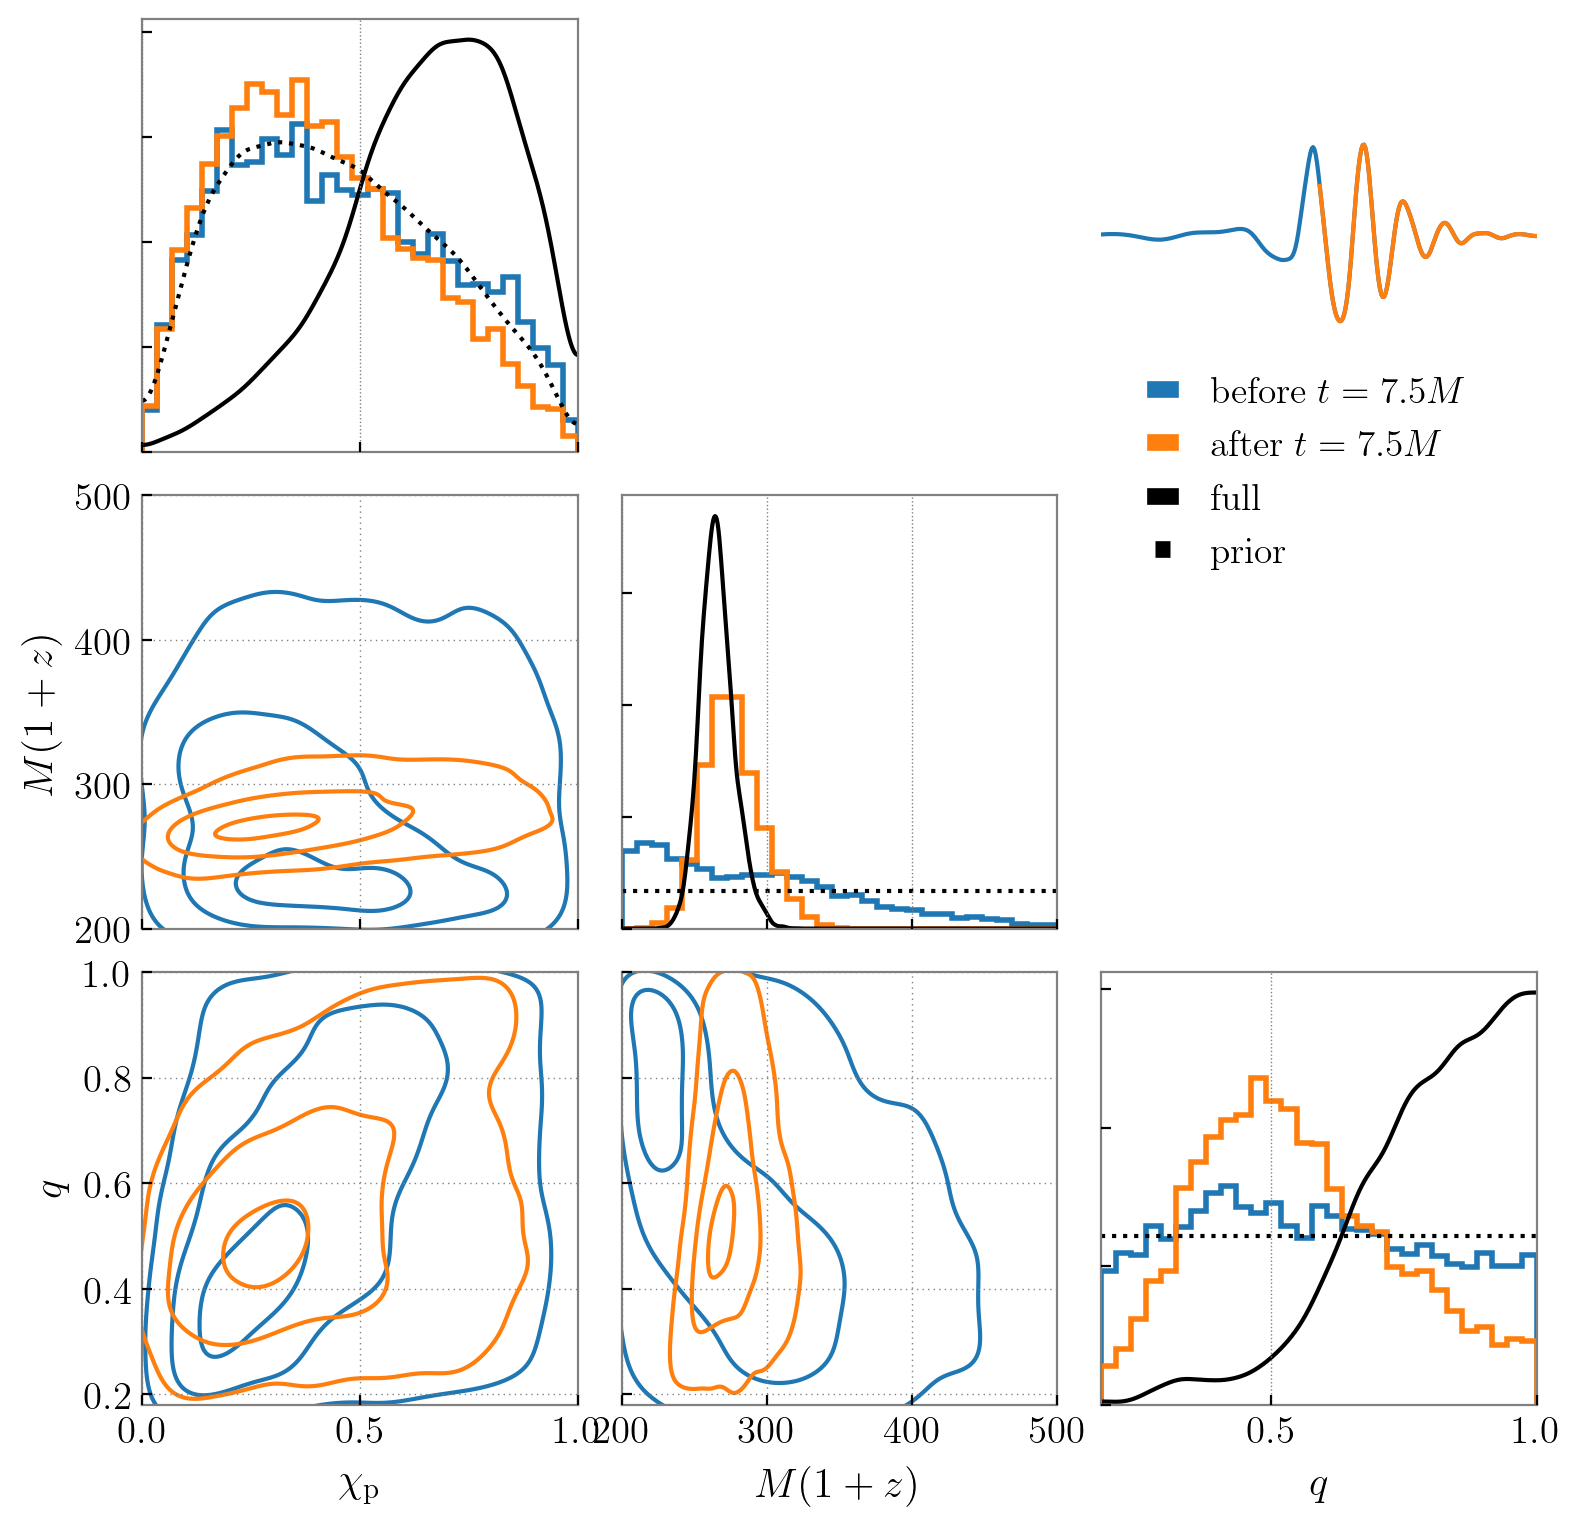 before t = 7.5M
after t = 7.5M
full
prior
500
400
300
200
M(1 + z)
1.0
0.8
0.6
0.4
0.2
q
0.0 0.5 1.0
200 300 400 500
0.5 1.0
χp
M(1 + z)
q